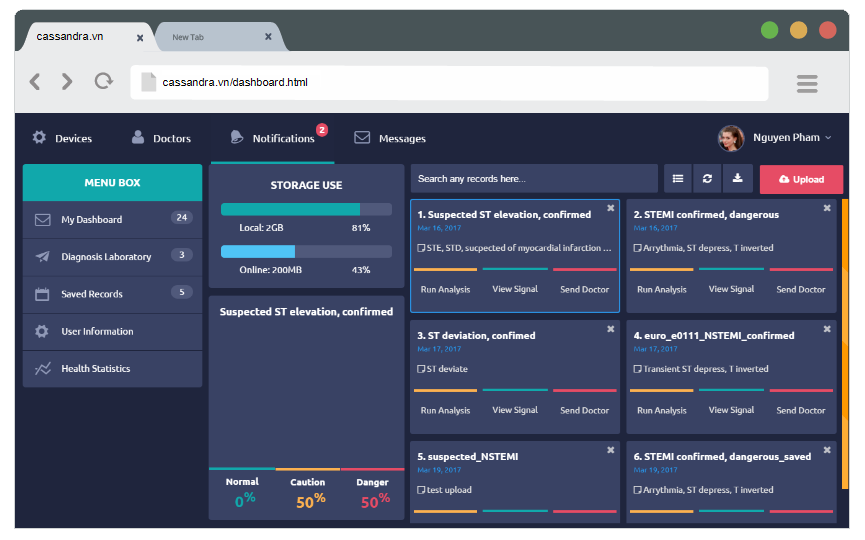 cassandra.vn
New Tab
cassandra.vn/dashboard.html
Devices
Doctors
Notifications
2
Messages
Nguyen Pham
MENU BOX
My Dashboard 24
Diagnosis Laboratory 3
Saved Records 5
User Information
Health Statistics
STORAGE USE
Local: 2GB 81%
Online: 200MB 43%
Suspected ST elevation, confirmed
Normal Caution Danger
0% 50% 50%
Search any records here...
Upload
1. Suspected ST elevation, confirmed
Mar 16, 2017
STE, STD, sucpected of myocardial infarction ...
Run Analysis View Signal Send Doctor
2. STEMI confirmed, dangerous
Mar 16, 2017
Arrythmia, ST depress, T inverted
Run Analysis View Signal Send Doctor
3. ST deviation, confimed
Mar 17, 2017
ST deviate
Run Analysis View Signal Send Doctor
4. euro_e0111_NSTEMI_confirmed
Mar 17, 2017
Transient ST depress, T inverted
Run Analysis View Signal Send Doctor
5. suspected_NSTEMI
Mar 19, 2017
test upload
6. STEMI confirmed, dangerous_saved
Mar 19, 2017
Arrythmia, ST depress, T inverted